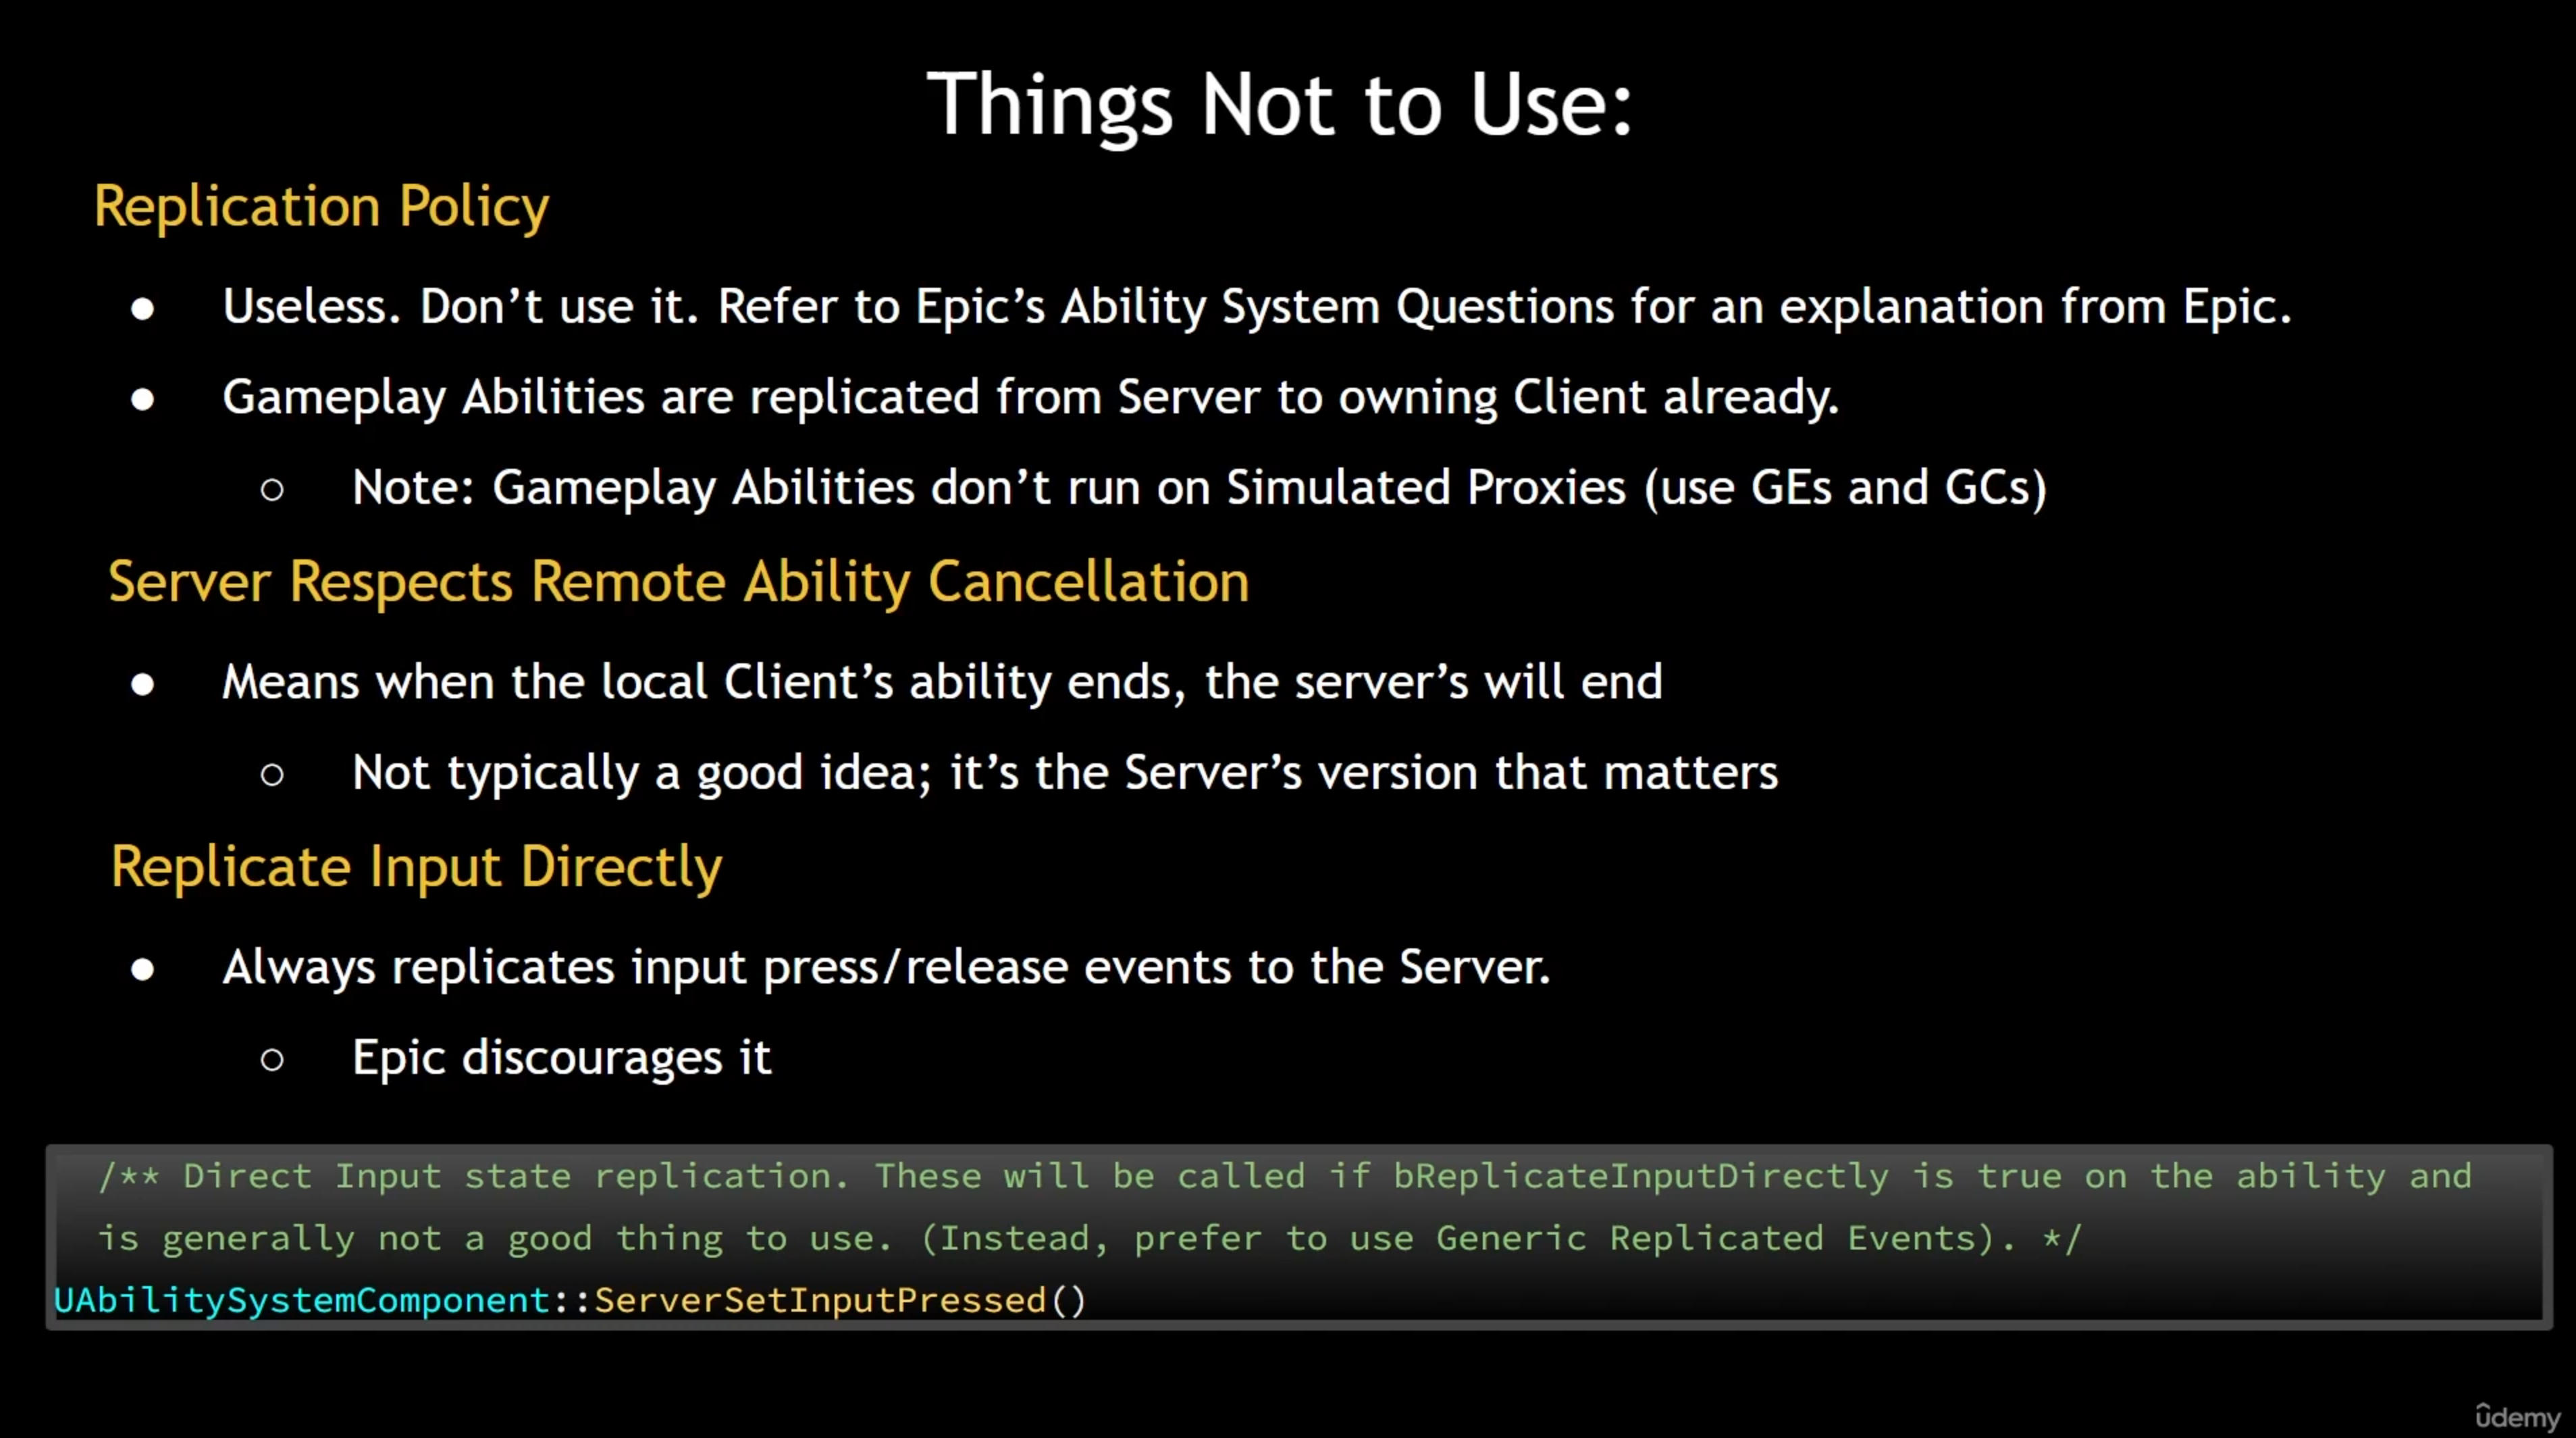 Things Not to Use:
Replication Policy
● Useless. Don’t use it. Refer to Epic’s Ability System Questions for an explanation from Epic.
● Gameplay Abilities are replicated from Server to owning Client already.
○ Note: Gameplay Abilities don’t run on Simulated Proxies (use GEs and GCs)
Server Respects Remote Ability Cancellation
● Means when the local Client’s ability ends, the server’s will end
○ Not typically a good idea; it’s the Server’s version that matters
Replicate Input Directly
● Always replicates input press/release events to the Server.
○ Epic discourages it
/** Direct Input state replication. These will be called if bReplicateInputDirectly is true on the ability and
is generally not a good thing to use. (Instead, prefer to use Generic Replicated Events). */
UAbilitySystemComponent::ServerSetInputPressed()
ûdemy